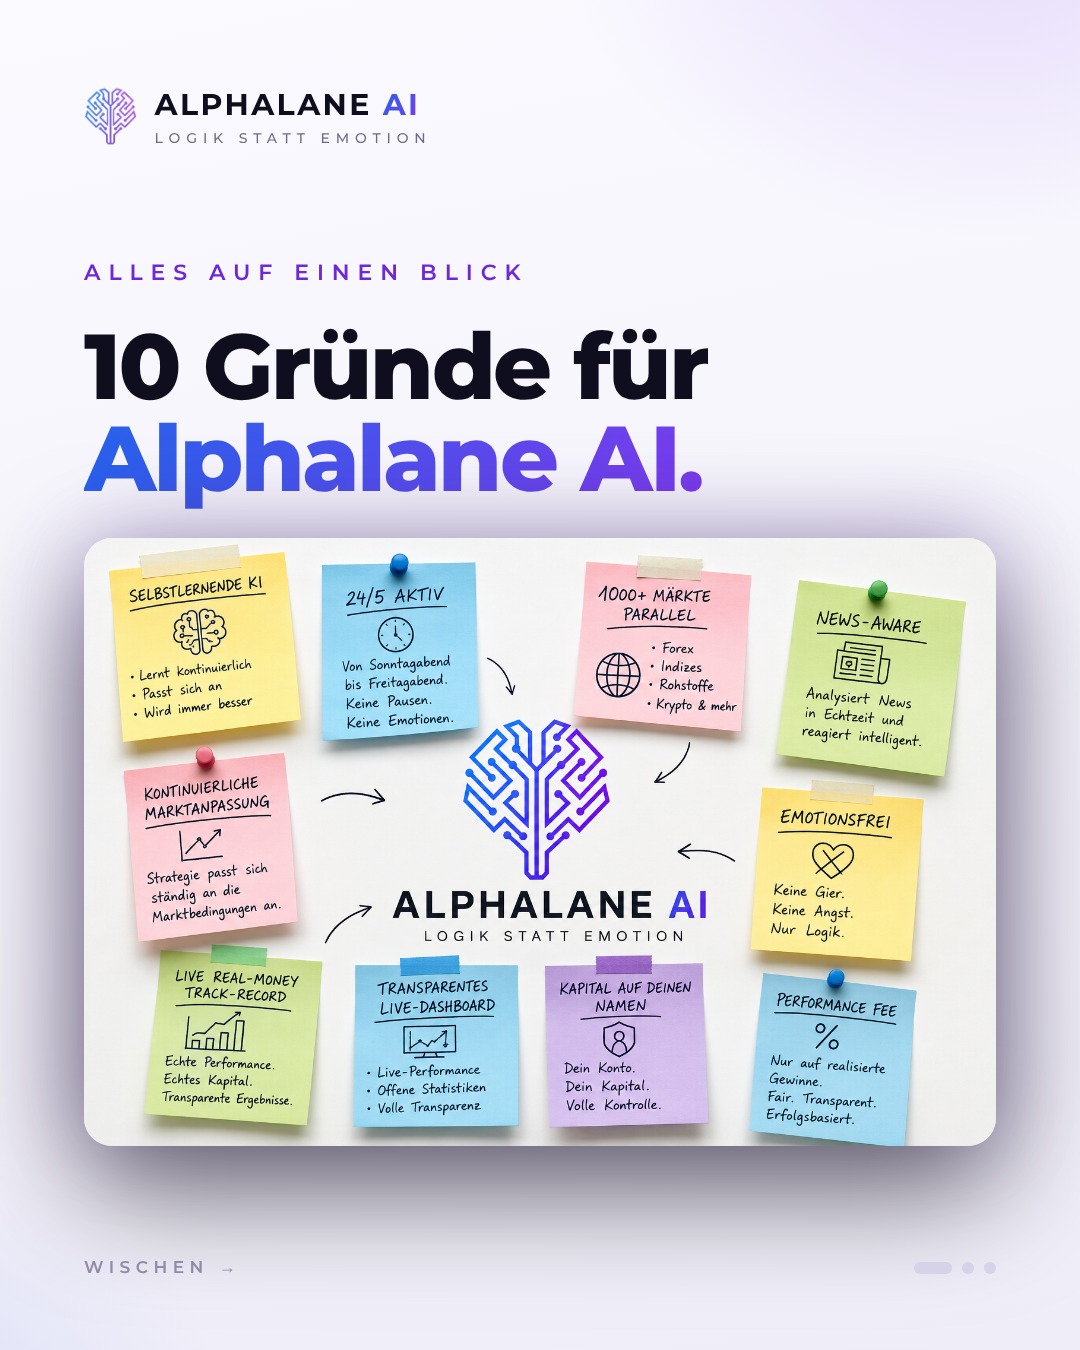 ALPHALANE AI
LOGIK STATT EMOTION
ALLES AUF EINEN BLICK
10 Gründe für
Alphalane AI.
SELBSTLERNENDE KI
• Lernt Kontinuierlich
• Passt sich an
• Wird immer besser
24/5 AKTIV
Von Sonntagabend
bis Freitagabend.
Keine Pausen.
Keine Emotionen.
1000+ MÄRKTE
PARALLEL
• Forex
• Indizes
• Rohstoffe
• Krypto & mehr
NEWS-AWARE
Analysiert News
in Echtzeit und
reagiert intelligent.
KONTINUIERLICHE
MARKTANPASSUNG
Strategie passt sich
ständig an die
Marktbedingungen an.
ALPHALANE AI
LOGIK STATT EMOTION
EMOTIONSFREI
Keine Gier.
Keine Angst.
Nur Logik.
LIVE REAL-MONEY
TRACK-RECORD
Echte Performance.
Echtes Kapital.
Transparente Ergebnisse.
TRANSPARENTES
LIVE-DASHBOARD
• Live-Performance
• Offene Statistiken
• Volle Transparenz
KAPITAL AUF DEINEN
NAMEN
Dein Konto.
Dein Kapital.
Volle Kontrolle.
PERFORMANCE FEE
%
Nur auf realisierte
Gewinne.
Fair. Transparent.
Erfolgsbasiert.
WISCHEN →